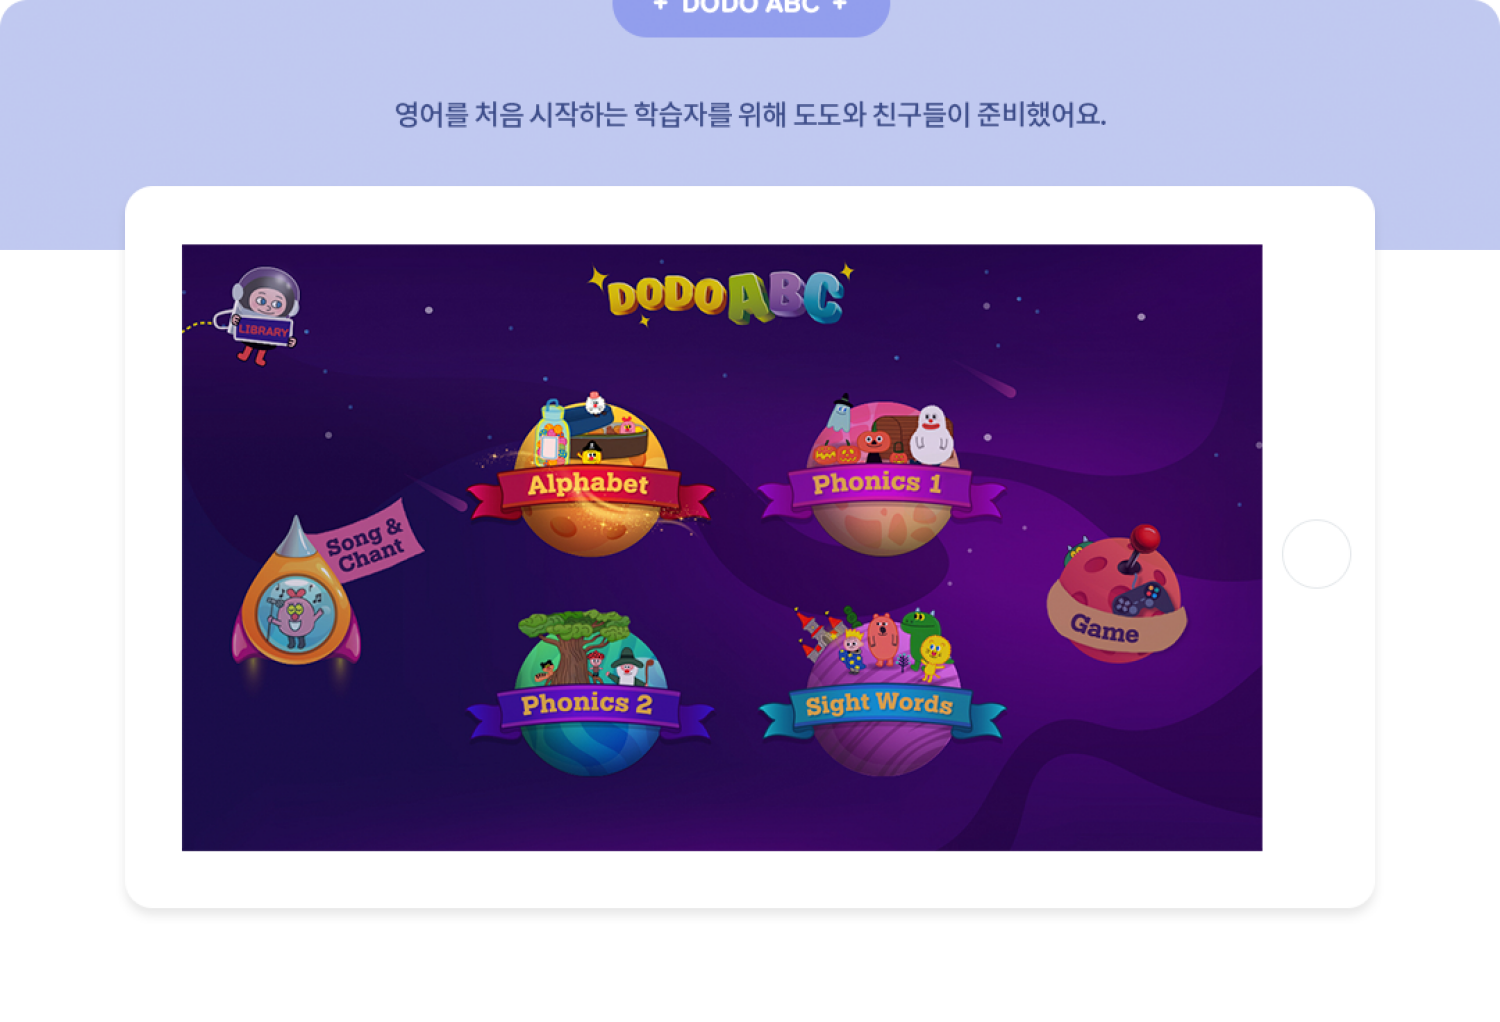 + DODO ABC +
영어를 처음 시작하는 학습자를 위해 도도와 친구들이 준비했어요.
DODO ABC
LIBRARY
Alphabet
Phonics 1
Song &
Chant
Game
Phonics 2
Sight Words